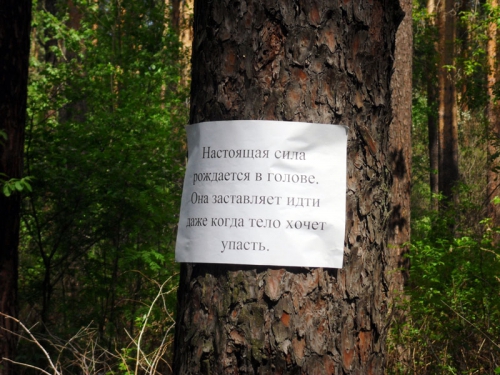 Настоящая сила
рождается в голове.
Она заставляет идти
даже когда тело хочет
упасть.